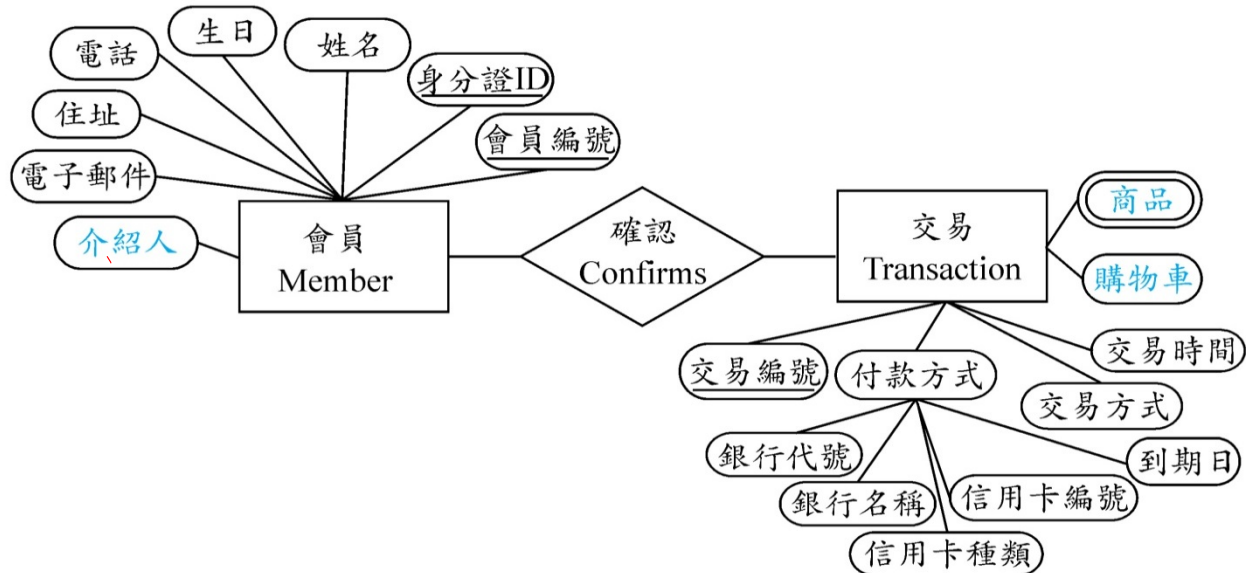 生日
姓名
電話
身分證ID
住址
會員編號
電子郵件
介紹人
會員
Member
確認
Confirms
交易
Transaction
商品
購物車
交易編號
付款方式
交易時間
交易方式
銀行代號
銀行名稱
信用卡種類
信用卡編號
到期日